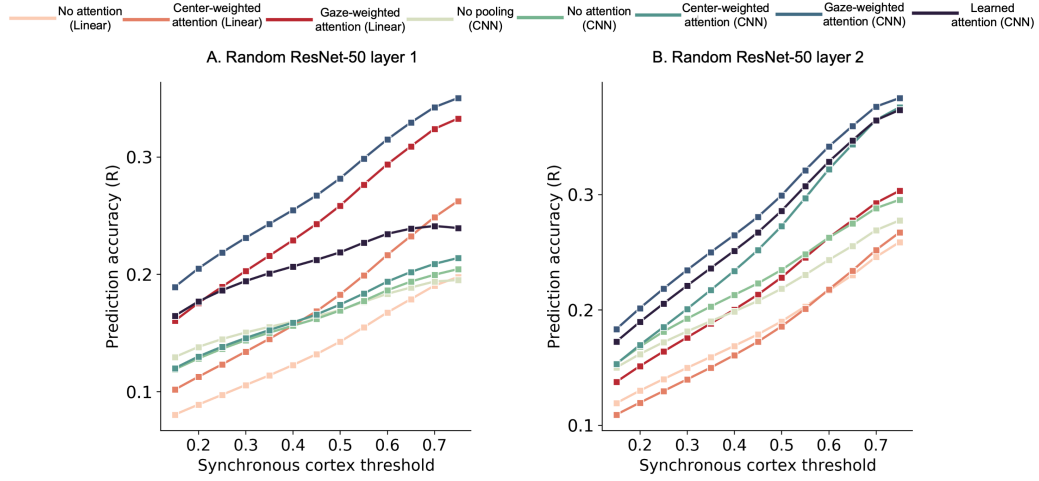 No attention
(Linear)
Center-weighted
attention (Linear)
Gaze-weighted
attention (Linear)
No pooling
(CNN)
No attention
(CNN)
Center-weighted
attention (CNN)
Gaze-weighted
attention (CNN)
Learned
attention (CNN)
A. Random ResNet-50 layer 1
B. Random ResNet-50 layer 2
Prediction accuracy (R)
0.3
0.2
0.1
0.2 0.3 0.4 0.5 0.6 0.7
Synchronous cortex threshold
Prediction accuracy (R)
0.3
0.2
0.1
0.2 0.3 0.4 0.5 0.6 0.7
Synchronous cortex threshold